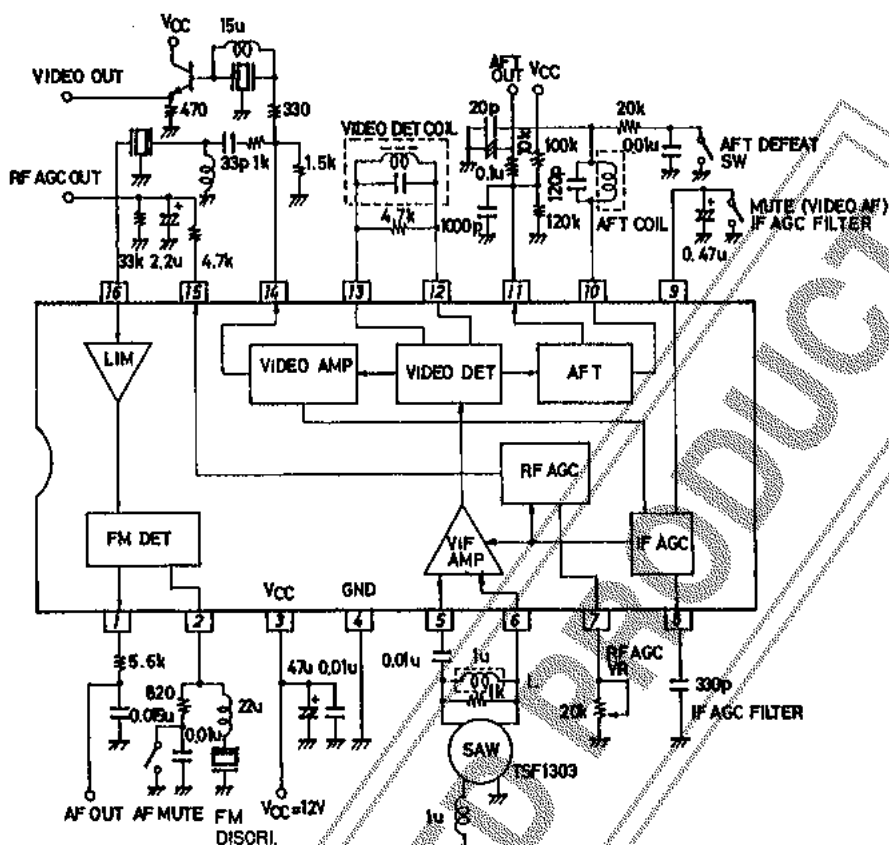 VCC
15u
VIDEO OUT
470
330
33p 1k
1.5k
RF AGC OUT
33k 2.2u
4.7k
VIDEO DET COIL
4.7k
AFT
OUT
VCC
20p
10k
0.1u
1000p
100k
120k
120p
AFT COIL
20k
0.01u
AFT DEFEAT
SW
MUTE (VIDEO, AF)
IF AGC FILTER
0.47u
16
15
14
13
12
11
10
9
LIM
VIDEO AMP
VIDEO DET
AFT
RF AGC
FM DET
VIF
AMP
IF AGC
VCC
GND
1
2
3
4
5
6
7
8
5.6k
0.015u
820
0.01u
22u
47u 0.01u
0.01u
1u
1k
L
SAW
TSF1303
1u
RF AGC
VR
20k
330p
IF AGC FILTER
AF OUT AF MUTE
FM
DISCRI.
VCC=12V
PRODUCT